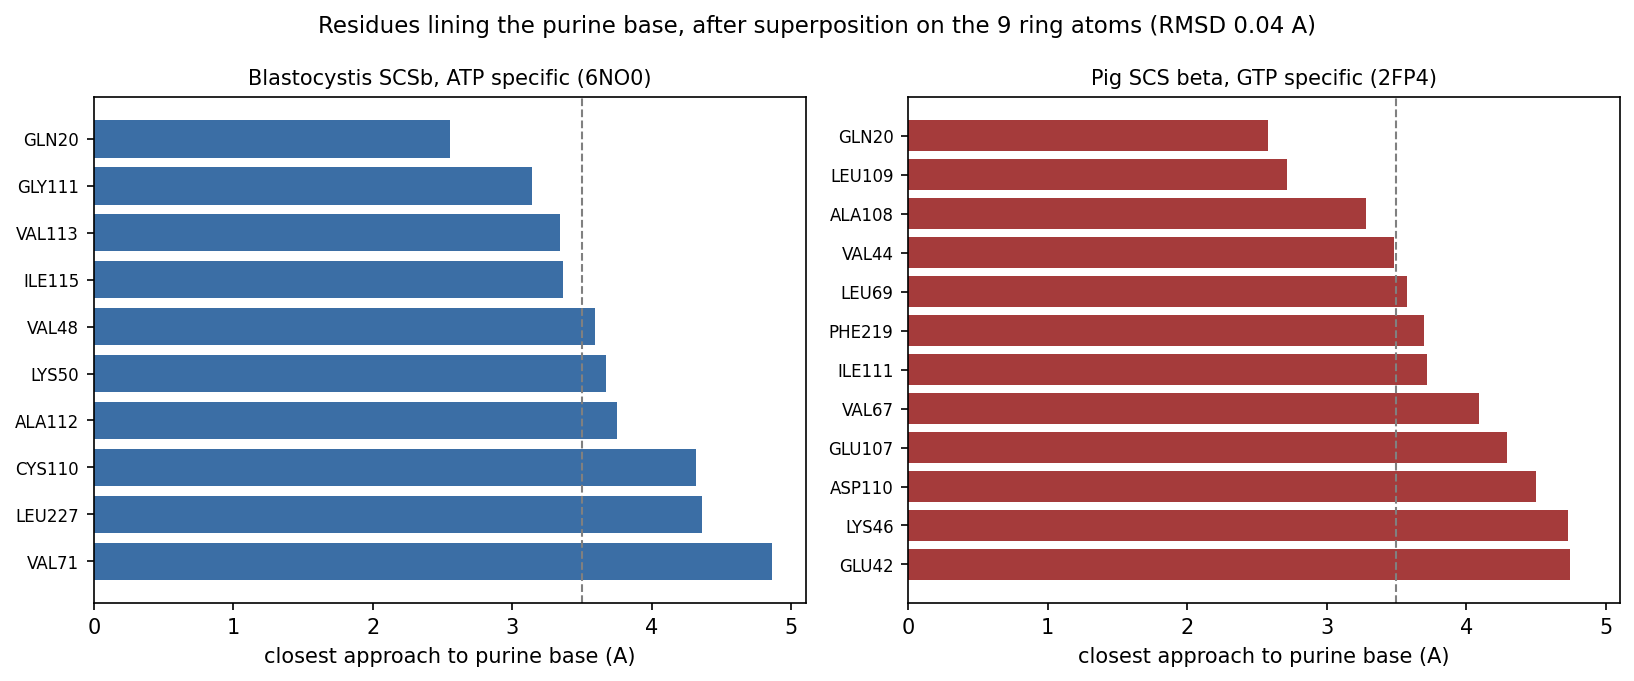 Residues lining the purine base, after superposition on the 9 ring atoms (RMSD 0.04 A)
Blastocystis SCSb, ATP specific (6NO0)
GLN20
GLY111
VAL113
ILE115
VAL48
LYS50
ALA112
CYS110
LEU227
VAL71
0 1 2 3 4 5
closest approach to purine base (A)
Pig SCS beta, GTP specific (2FP4)
GLN20
LEU109
ALA108
VAL44
LEU69
PHE219
ILE111
VAL67
GLU107
ASP110
LYS46
GLU42
0 1 2 3 4 5
closest approach to purine base (A)